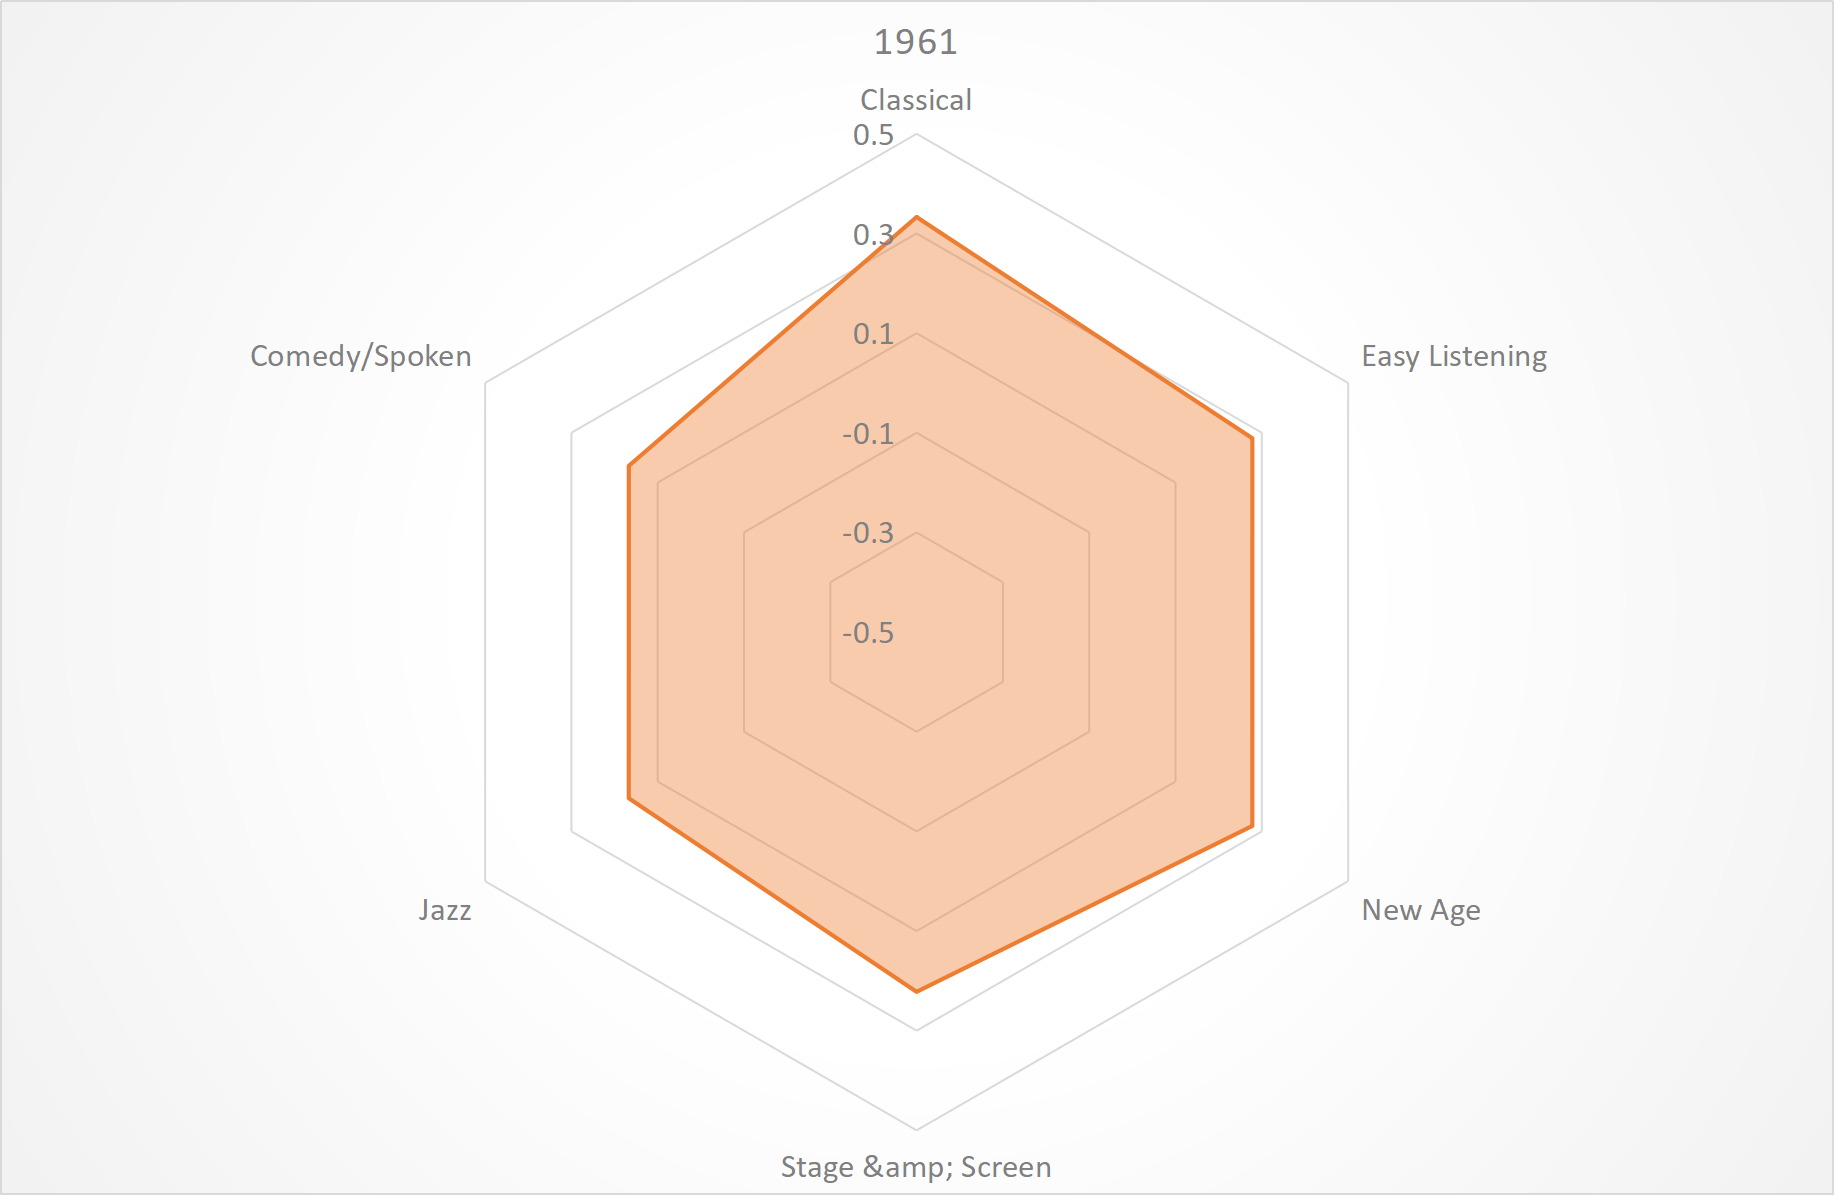 1961
Classical
0.5
0.3
0.1
-0.1
-0.3
-0.5
Comedy/Spoken
Easy Listening
Jazz
New Age
Stage &amp; Screen